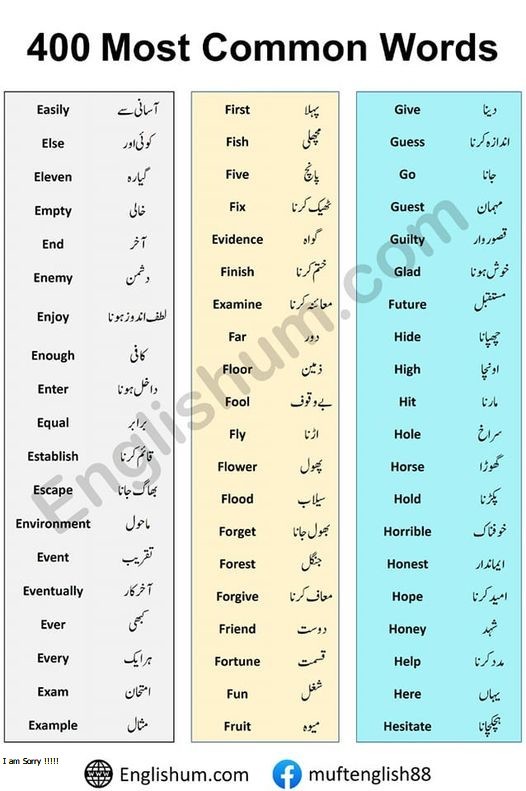 400 Most Common Words
Easily آسانی سے
Else کوئی اور
Eleven گیارہ
Empty خالی
End آخر
Enemy دشمن
Enjoy لطف اندوز ہونا
Enough کافی
Enter داخل ہونا
Equal برابر
Establish قائم کرنا
Escape بھاگ جانا
Environment ماحول
Event تقریب
Eventually آخر کار
Ever کبھی
Every ہر ایک
Exam امتحان
Example مثال
First پہلا
Fish مچھلی
Five پانچ
Fix ٹھیک کرنا
Evidence گواہ
Finish ختم کرنا
Examine معائنہ کرنا
Far دور
Floor زمین
Fool بے وقوف
Fly اڑنا
Flower پھول
Flood سیلاب
Forget بھول جانا
Forest جنگل
Forgive معاف کرنا
Friend دوست
Fortune قسمت
Fun شغل
Fruit میوہ
Give دینا
Guess اندازہ کرنا
Go جانا
Guest مہمان
Guilty قصور وار
Glad خوش ہونا
Future مستقبل
Hide چھپانا
High اونچا
Hit مارنا
Hole سراخ
Horse گھوڑا
Hold پکڑنا
Horrible خوفناک
Honest ایماندار
Hope امید کرنا
Honey شہد
Help مدد کرنا
Here یہاں
Hesitate ہچکچانا
Englishum.com
I am Sorry !!!!!
Englishum.com muftenglish88